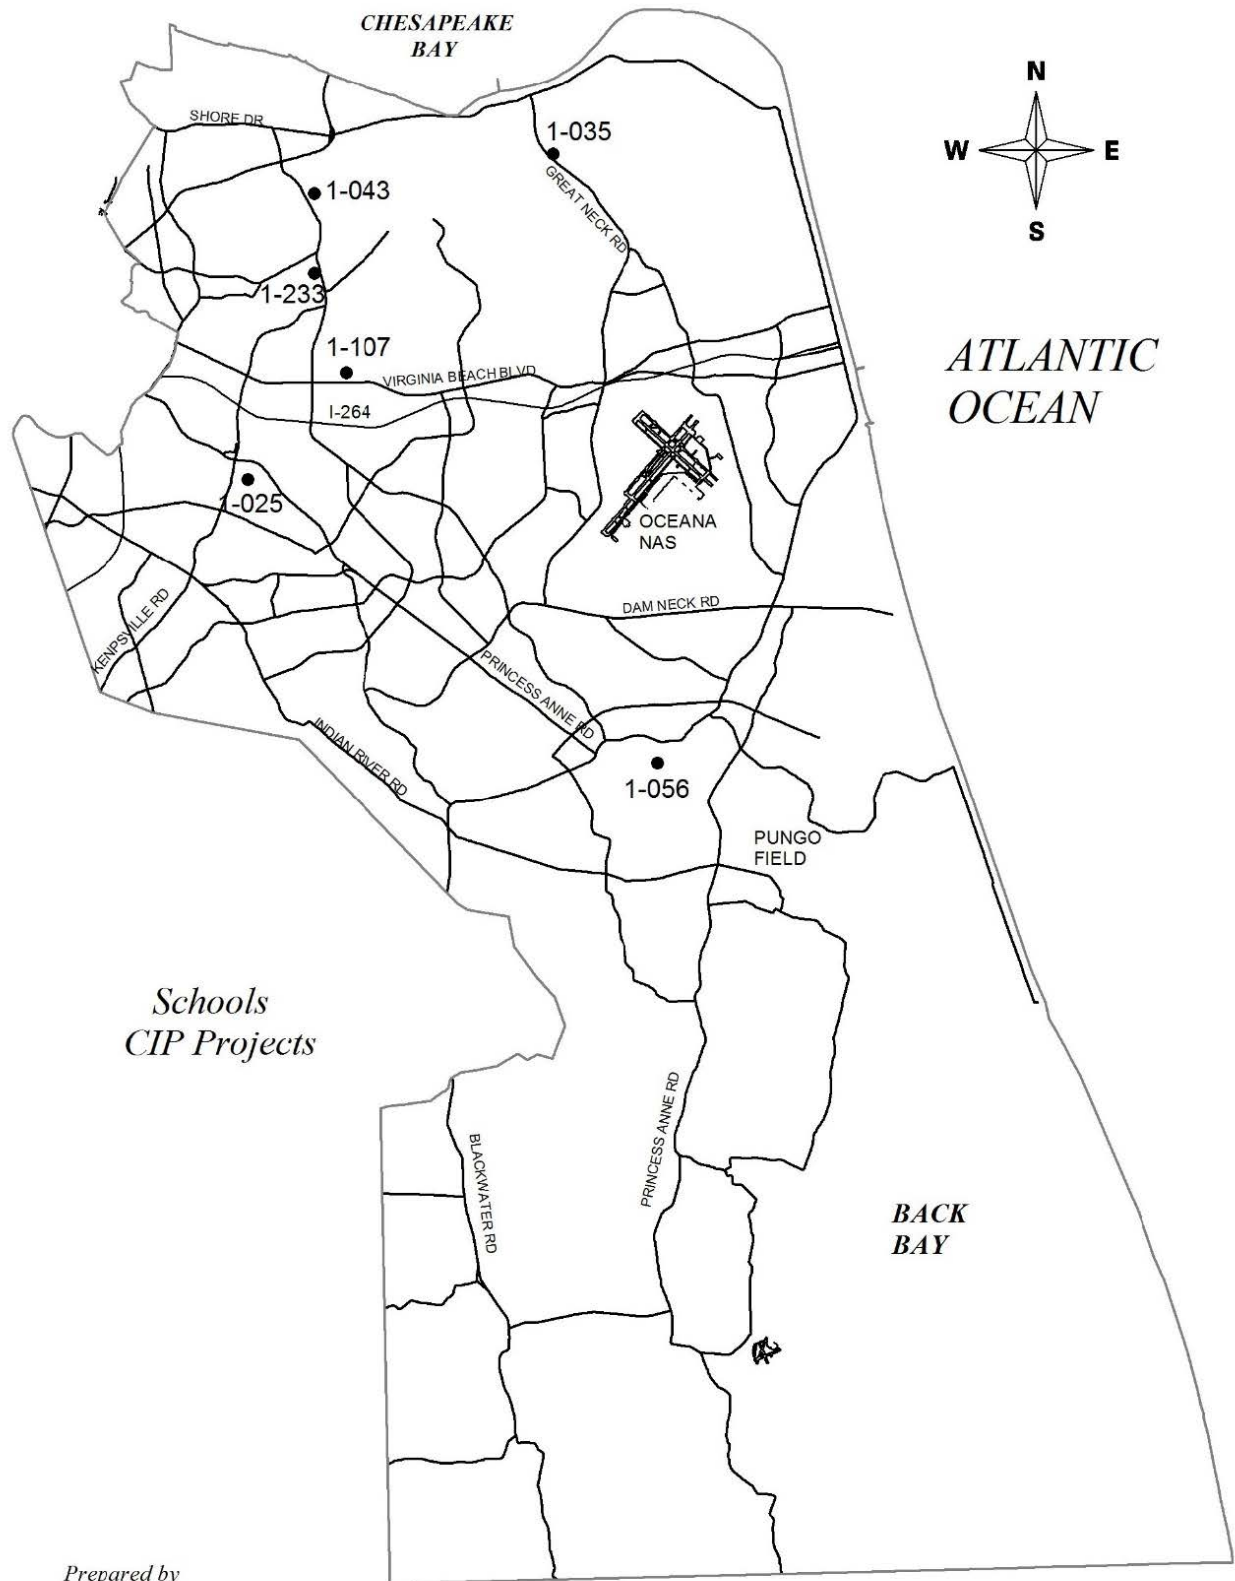 CHESAPEAKE
BAY
N
W E
S
SHORE DR
1-035
GREAT NECK RD
1-043
1-233
1-107
VIRGINIA BEACH BLVD
I-264
ATLANTIC
OCEAN
1-025
OCEANA
NAS
KENPSVILLE RD
DAM NECK RD
PRINCESS ANNE RD
INDIAN RIVER RD
1-056
PUNGO
FIELD
Schools
CIP Projects
PRINCESS ANNE RD
BLACKWATER RD
BACK
BAY
Prepared by